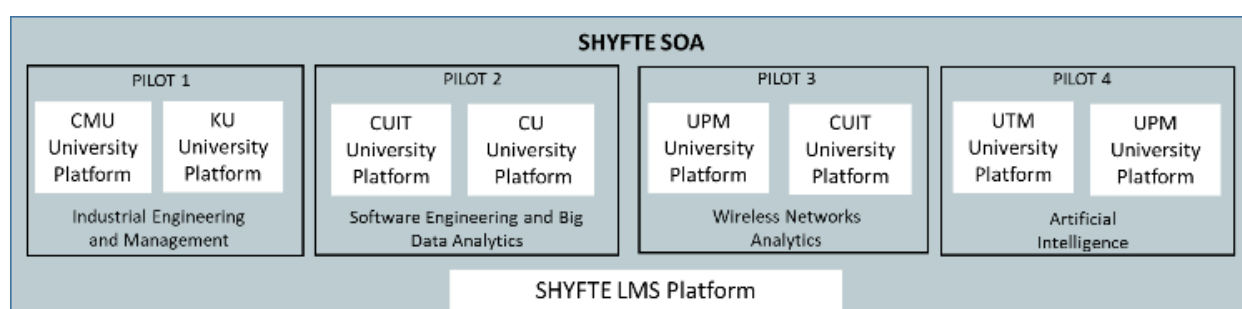 SHYFTE SOA
PILOT 1
CMU
University
Platform
KU
University
Platform
Industrial Engineering
and Management
PILOT 2
CUIT
University
Platform
CU
University
Platform
Software Engineering and Big
Data Analytics
PILOT 3
UPM
University
Platform
CUIT
University
Platform
Wireless Networks
Analytics
PILOT 4
UTM
University
Platform
UPM
University
Platform
Artificial
Intelligence
SHYFTE LMS Platform